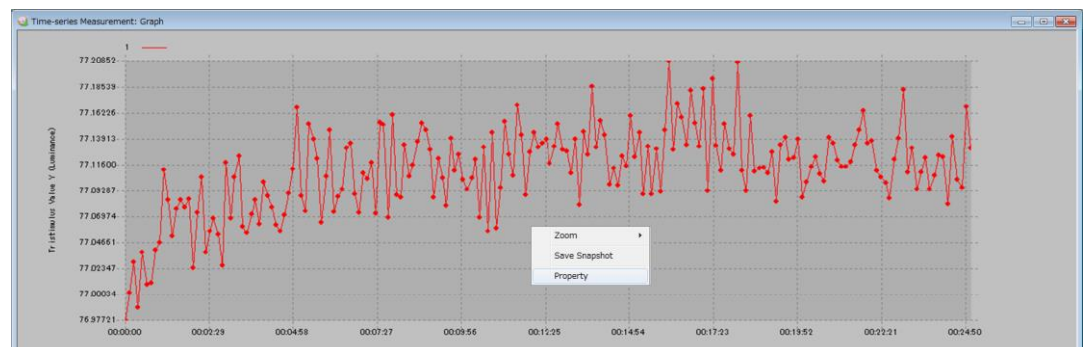 Time-series Measurement: Graph
1
77.20852
77.18539
77.16226
77.13913
77.11600
77.09287
77.06974
77.04661
77.02347
77.00034
76.97721
Tristimulus Value Y (Luminance)
Zoom
Save Snapshot
Property
00:00:00 00:02:29 00:04:58 00:07:27 00:09:56 00:12:25 00:14:54 00:17:23 00:19:52 00:22:21 00:24:50